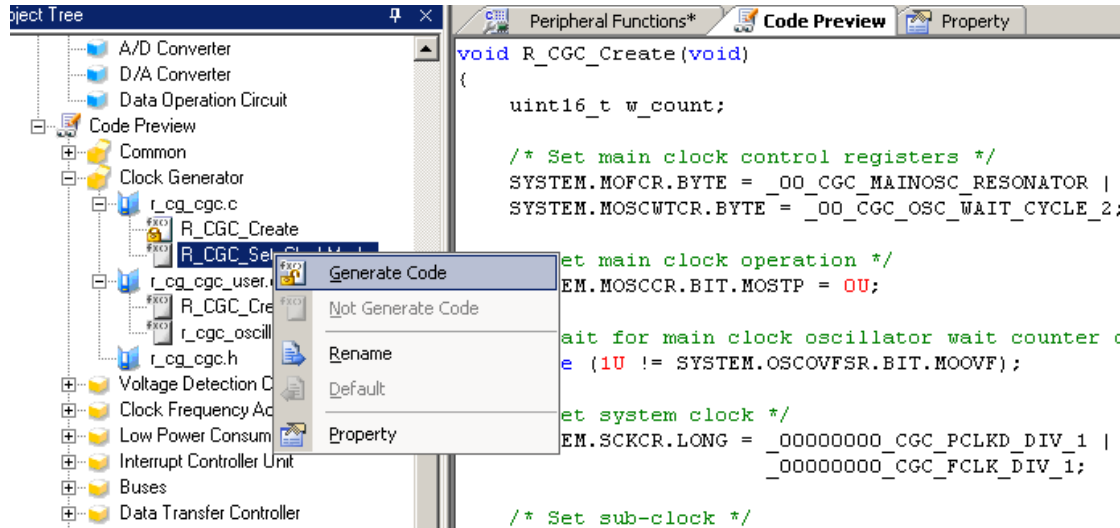 oject Tree
A/D Converter
D/A Converter
Data Operation Circuit
Code Preview
Common
Clock Generator
r_cg_cgc.c
R_CGC_Create
R_CGC_Set
r_cg_cgc_user.
R_CGC_Cre
r_cgc_oscill
r_cg_cgc.h
Voltage Detection C
Clock Frequency Ac
Low Power Consum
Interrupt Controller Unit
Buses
Data Transfer Controller
Generate Code
Not Generate Code
Rename
Default
Property
Peripheral Functions*
Code Preview
Property
void R_CGC_Create(void)
{
uint16_t w_count;
/* Set main clock control registers */
SYSTEM.MOFCR.BYTE = _00_CGC_MAINOSC_RESONATOR |
SYSTEM.MOSCWTCR.BYTE = _00_CGC_OSC_WAIT_CYCLE_2;
et main clock operation */
EM.MOSCCR.BIT.MOSTP = 0U;
ait for main clock oscillator wait counter o
e (1U != SYSTEM.OSCOVFSR.BIT.MOOVF);
et system clock */
EM.SCKCR.LONG = _00000000_CGC_PCLKD_DIV_1 |
_00000000_CGC_FCLK_DIV_1;
/* Set sub-clock */